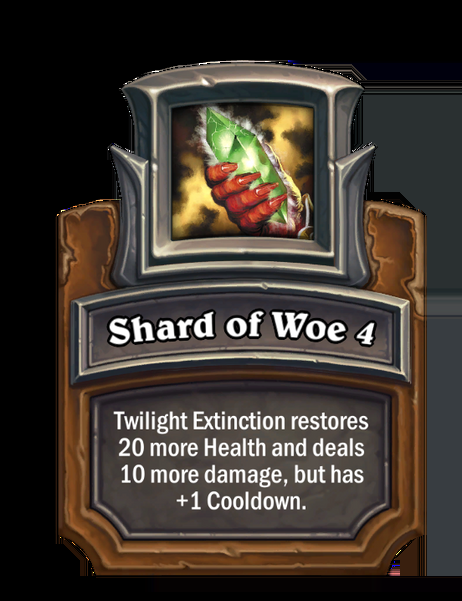 Shard of Woe 4
Twilight Extinction restores
20 more Health and deals
10 more damage, but has
+1 Cooldown.